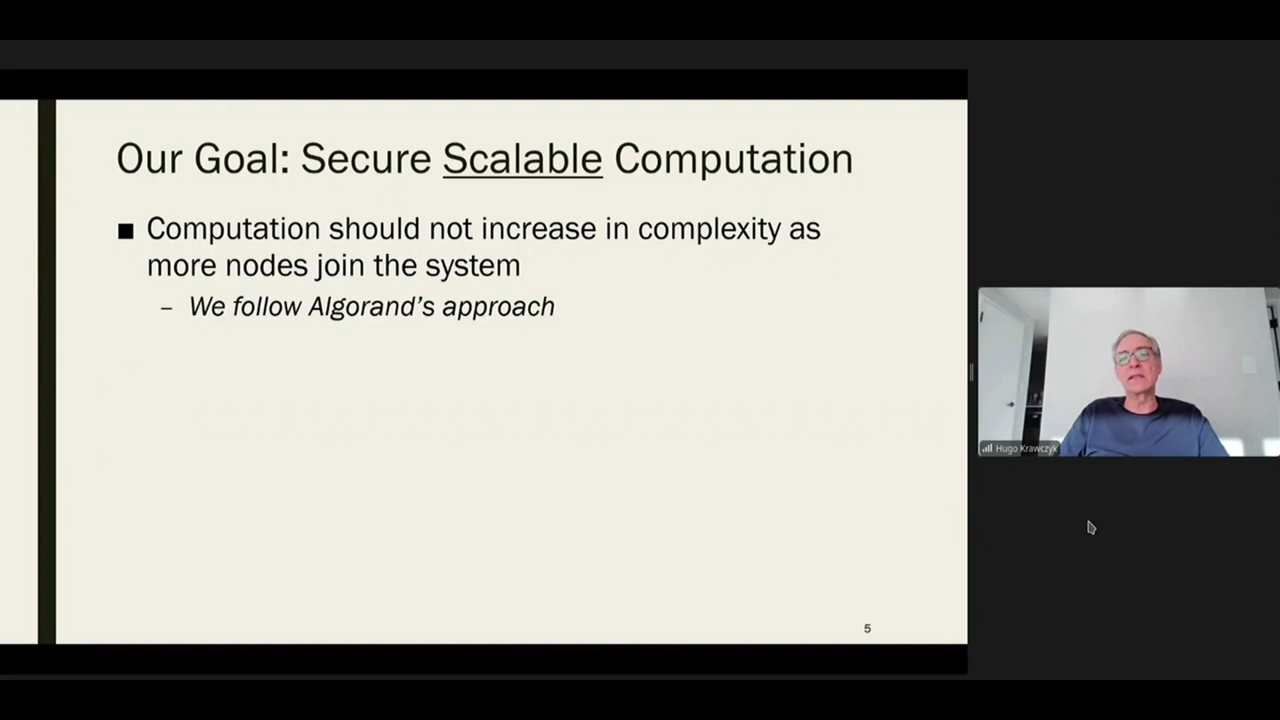 Our Goal: Secure Scalable Computation
■ Computation should not increase in complexity as
more nodes join the system
– We follow Algorand’s approach
5
Hugo Krawczyk